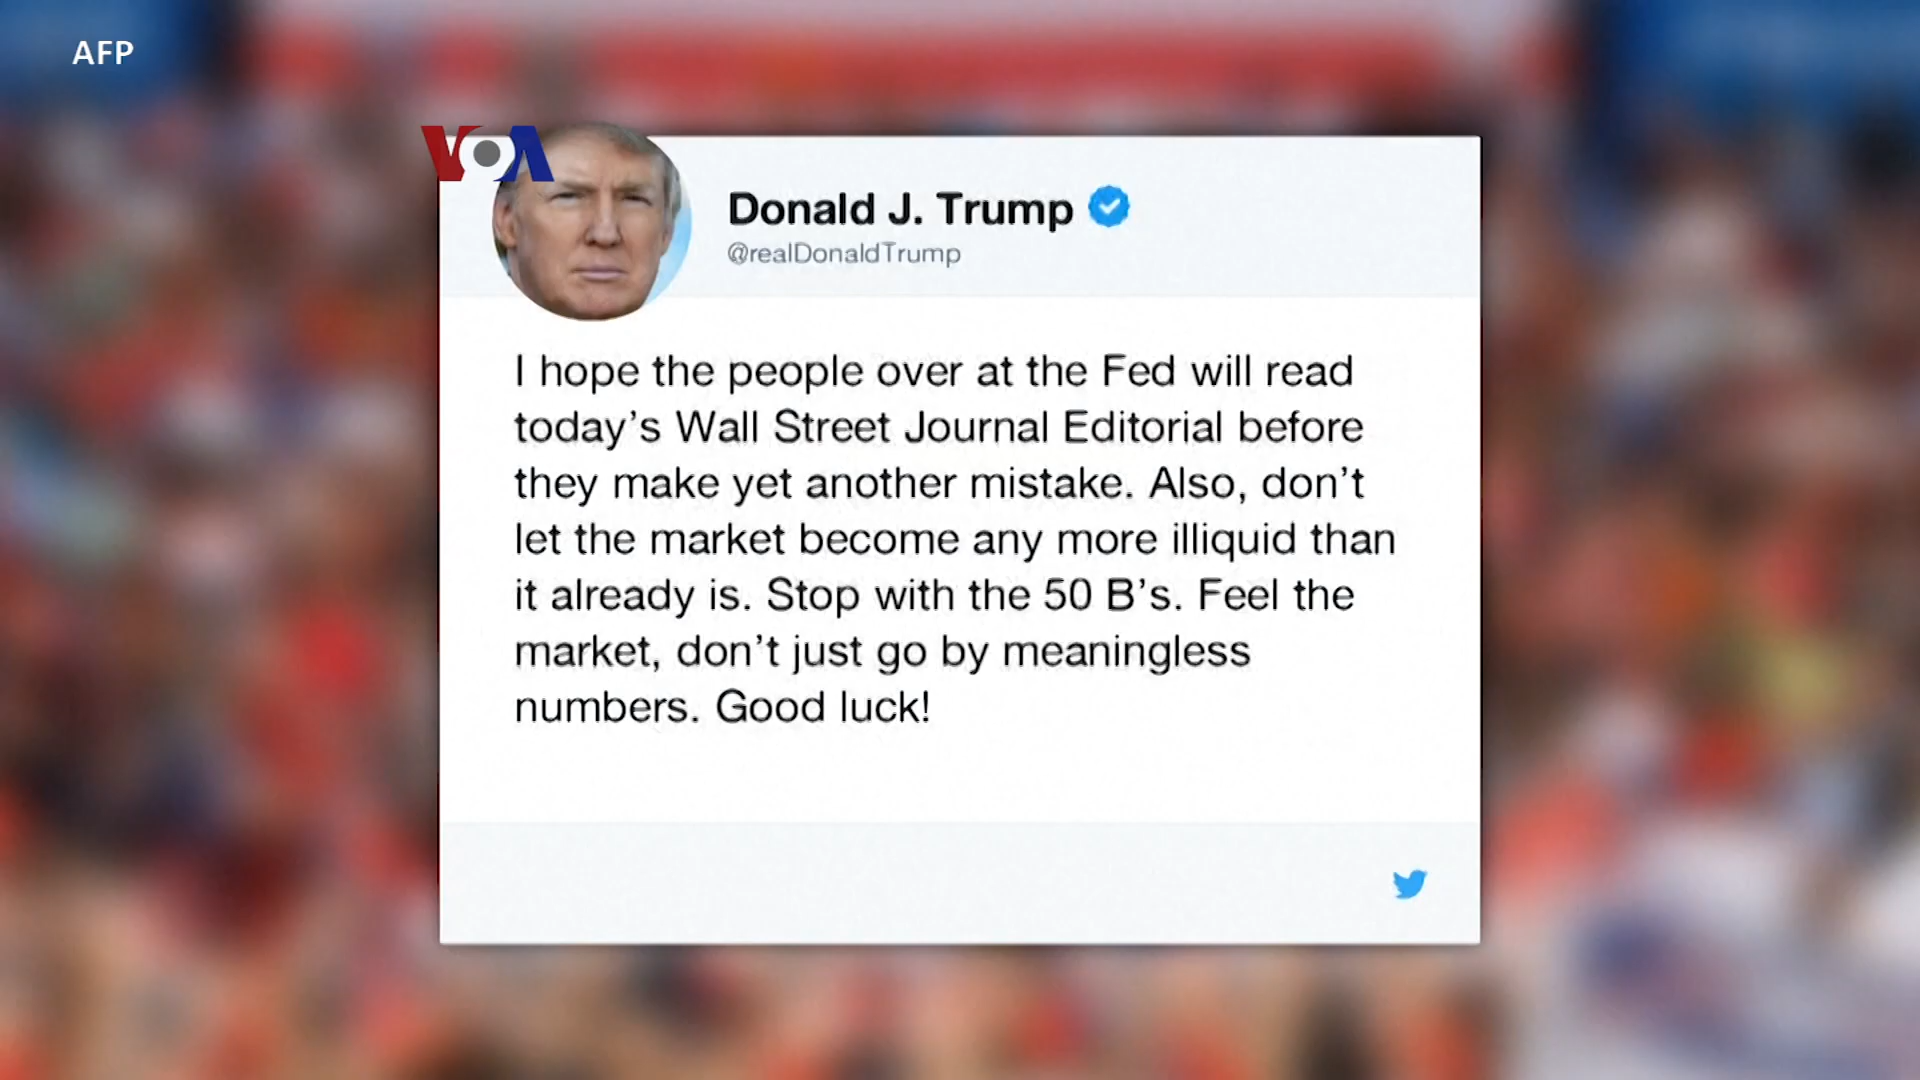 AFP
VOA
Donald J. Trump
@realDonaldTrump
I hope the people over at the Fed will read
today’s Wall Street Journal Editorial before
they make yet another mistake. Also, don’t
let the market become any more illiquid than
it already is. Stop with the 50 B’s. Feel the
market, don’t just go by meaningless
numbers. Good luck!